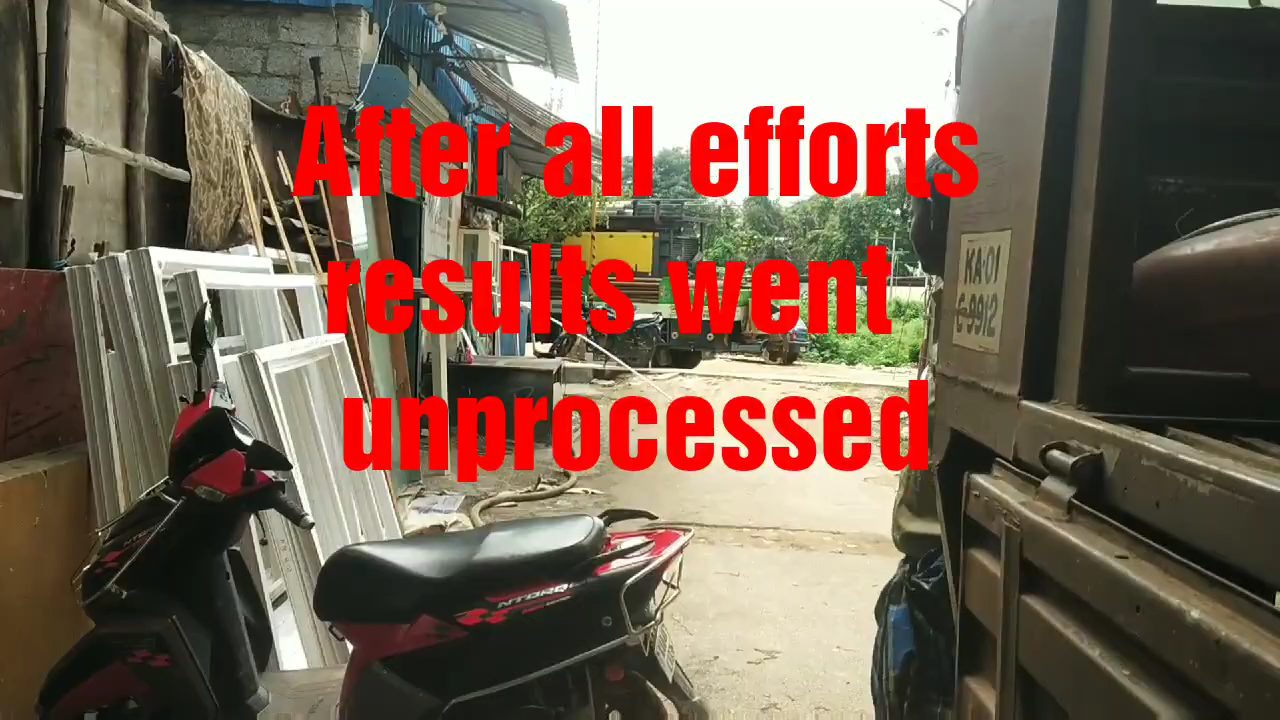 After all efforts
results went
unprocessed
KA·01
C-9912
NTORQ